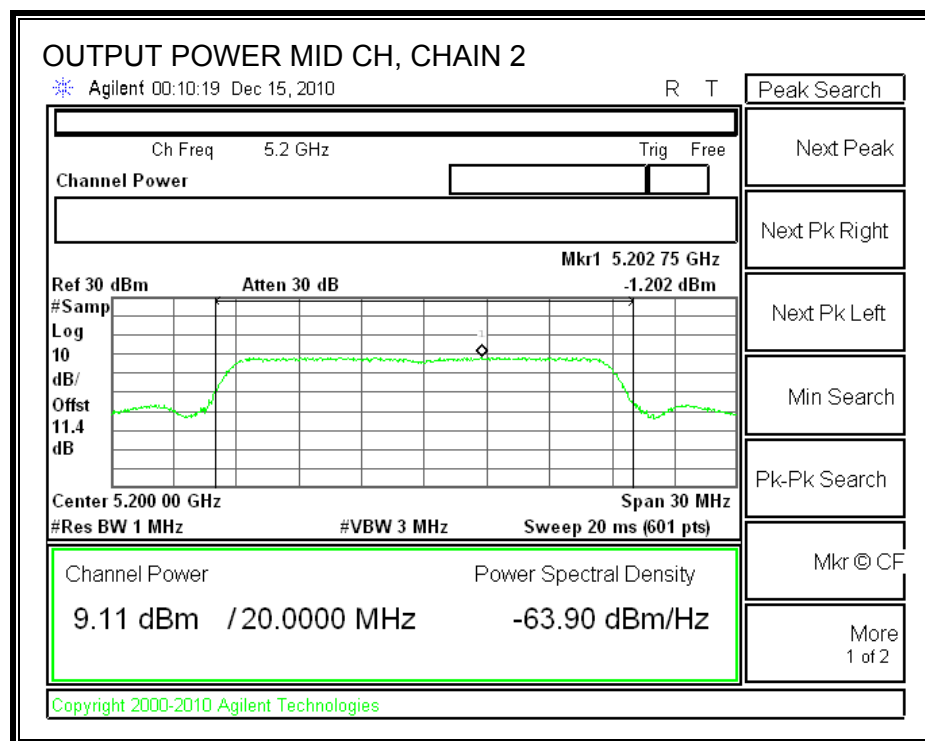 OUTPUT POWER MID CH, CHAIN 2
Agilent 00:10:19 Dec 15, 2010 R T
Peak Search
Ch Freq 5.2 GHz Trig Free
Channel Power
Next Peak
Next Pk Right
Mkr1 5.202 75 GHz
Ref 30 dBm Atten 30 dB -1.202 dBm
#Samp
Log
10
dB/
Offst
11.4
dB
1
Next Pk Left
Min Search
Pk-Pk Search
Center 5.200 00 GHz Span 30 MHz
#Res BW 1 MHz #VBW 3 MHz Sweep 20 ms (601 pts)
Mkr © CF
Channel Power Power Spectral Density
9.11 dBm / 20.0000 MHz -63.90 dBm/Hz
More
1 of 2
Copyright 2000-2010 Agilent Technologies